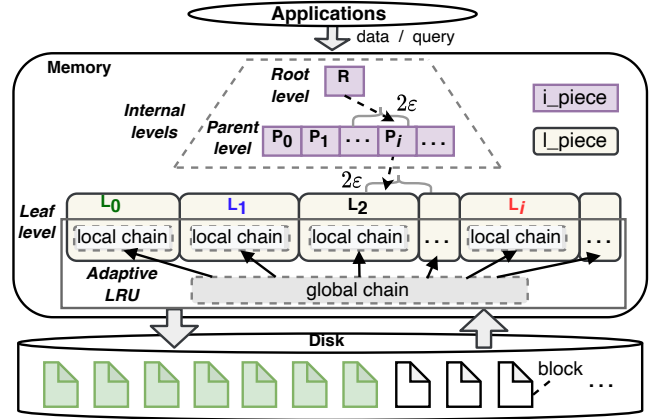 Applications
data / query
Memory
Root level
R
i_piece
Internal levels
2ε
Parent level
P0 P1 ... Pi ...
l_piece
2ε
Leaf level
L0 L1 L2 Li
local chain local chain local chain ... local chain ...
Adaptive LRU
global chain
Disk
block
...